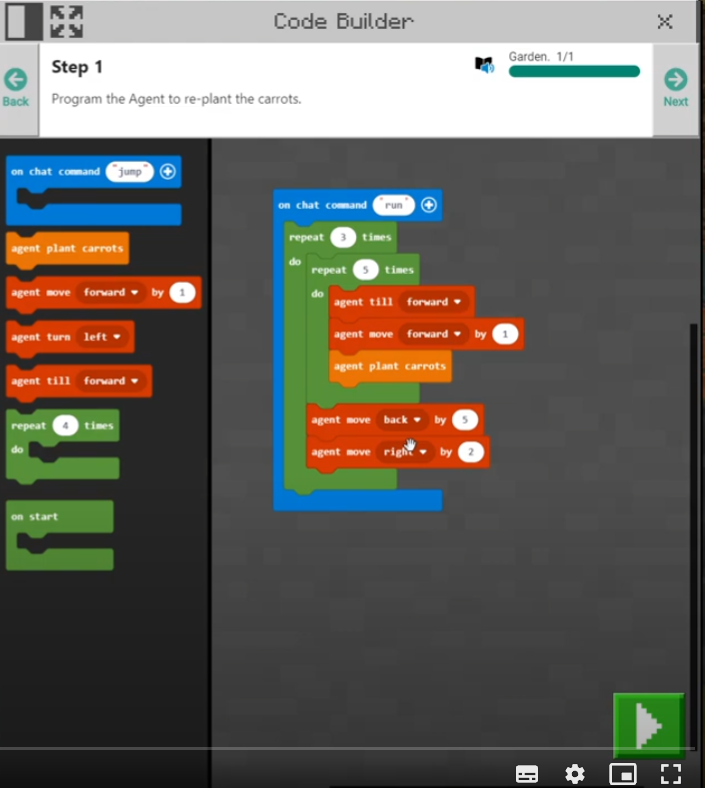 Code Builder
Step 1
Program the Agent to re-plant the carrots.
Garden. 1/1
Back
Next
on chat command "jump"
agent plant carrots
agent move forward by 1
agent turn left
agent till forward
repeat 4 times
do
on start
on chat command "run"
repeat 3 times
do
repeat 5 times
do
agent till forward
agent move forward by 1
agent plant carrots
agent move back by 5
agent move right by 2